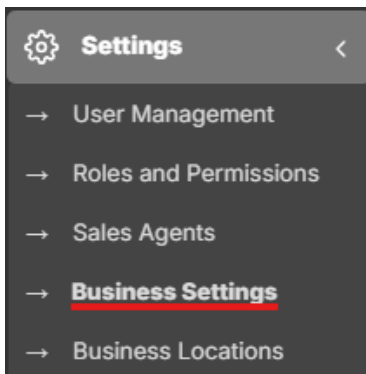 Settings
→ User Management
→ Roles and Permissions
→ Sales Agents
→ Business Settings
→ Business Locations